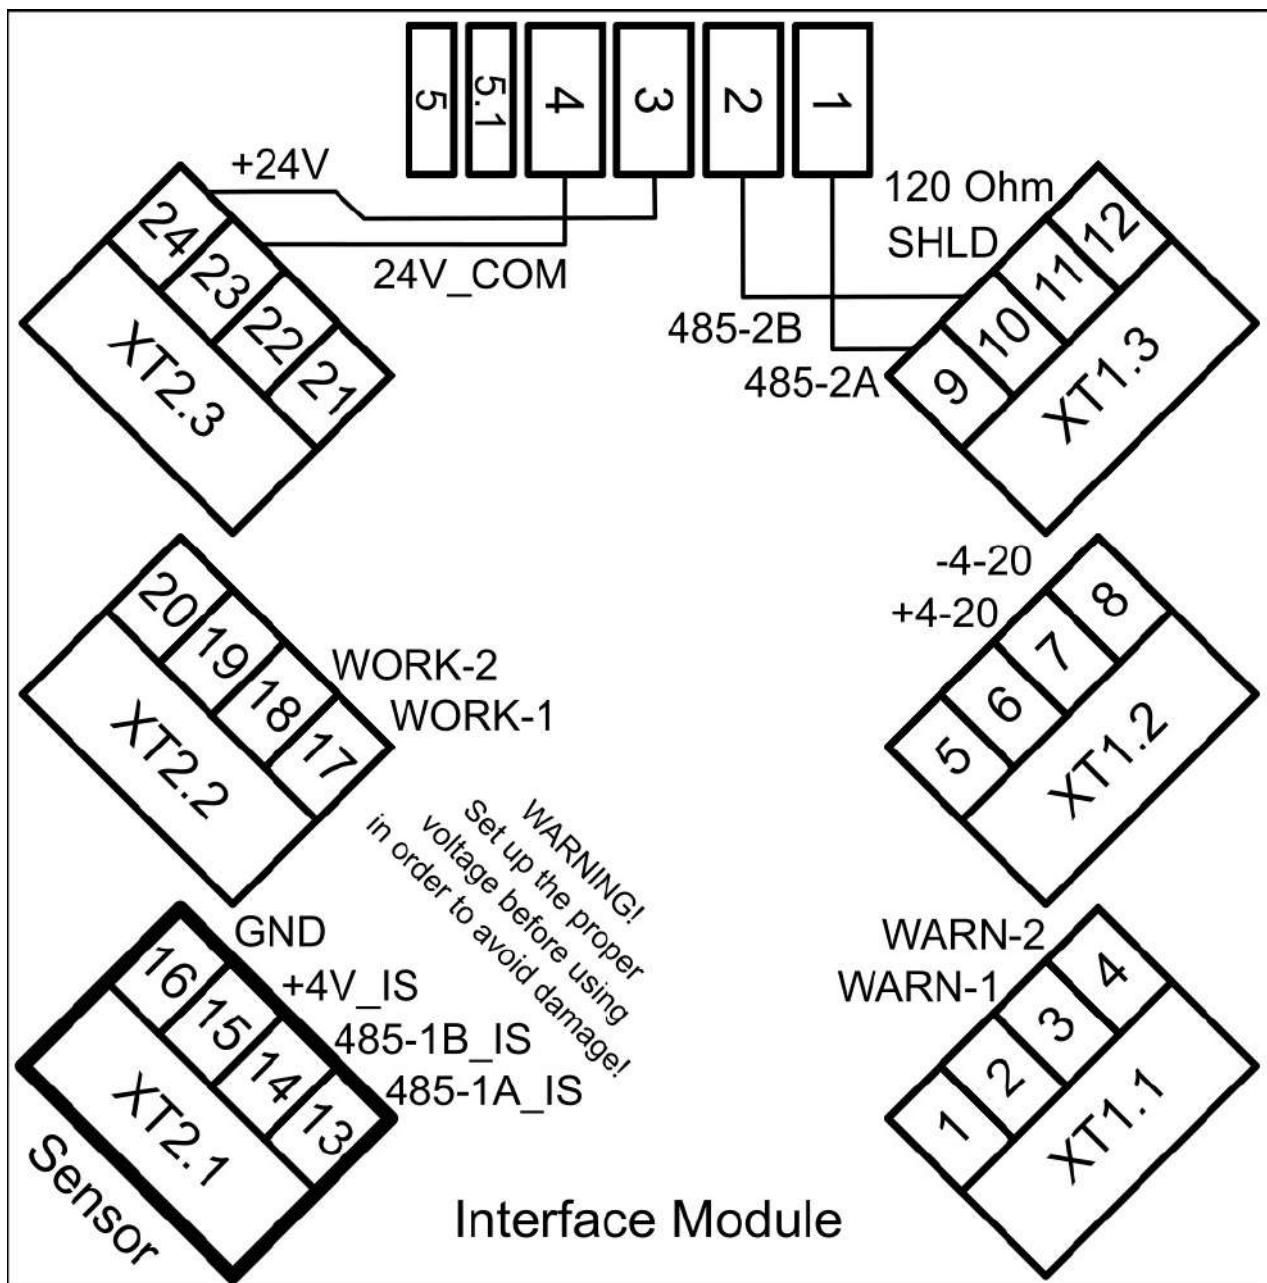 5
5.1
4
3
2
1
+24V
24V_COM
120 Ohm
SHLD
485-2B
485-2A
24
23
22
21
XT2.3
12
11
10
9
XT1.3
20
19
18
17
XT2.2
WORK-2
WORK-1
-4-20
+4-20
8
7
6
5
XT1.2
WARNING!
Set up the proper
voltage before using
in order to avoid damage!
GND
+4V_IS
485-1B_IS
485-1A_IS
16
15
14
13
XT2.1
Sensor
WARN-2
WARN-1
4
3
2
1
XT1.1
Interface Module